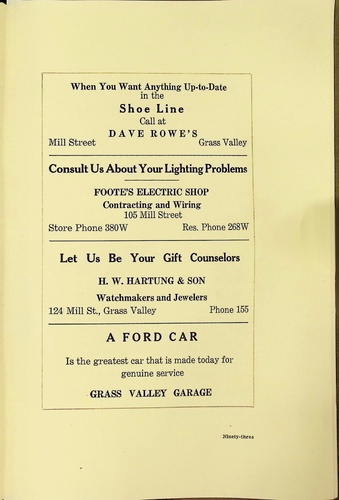 When You Want Anything Up-to-Date
in the
Shoe Line
Call at
DAVE ROWE'S
Mill Street Grass Valley
Consult Us About Your Lighting Problems
FOOTE'S ELECTRIC SHOP
Contracting and Wiring
105 Mill Street
Store Phone 380W Res. Phone 268W
Let Us Be Your Gift Counselors
H. W. HARTUNG & SON
Watchmakers and Jewelers
124 Mill St., Grass Valley Phone 155
A FORD CAR
Is the greatest car that is made today for
genuine service
GRASS VALLEY GARAGE
Ninety-three